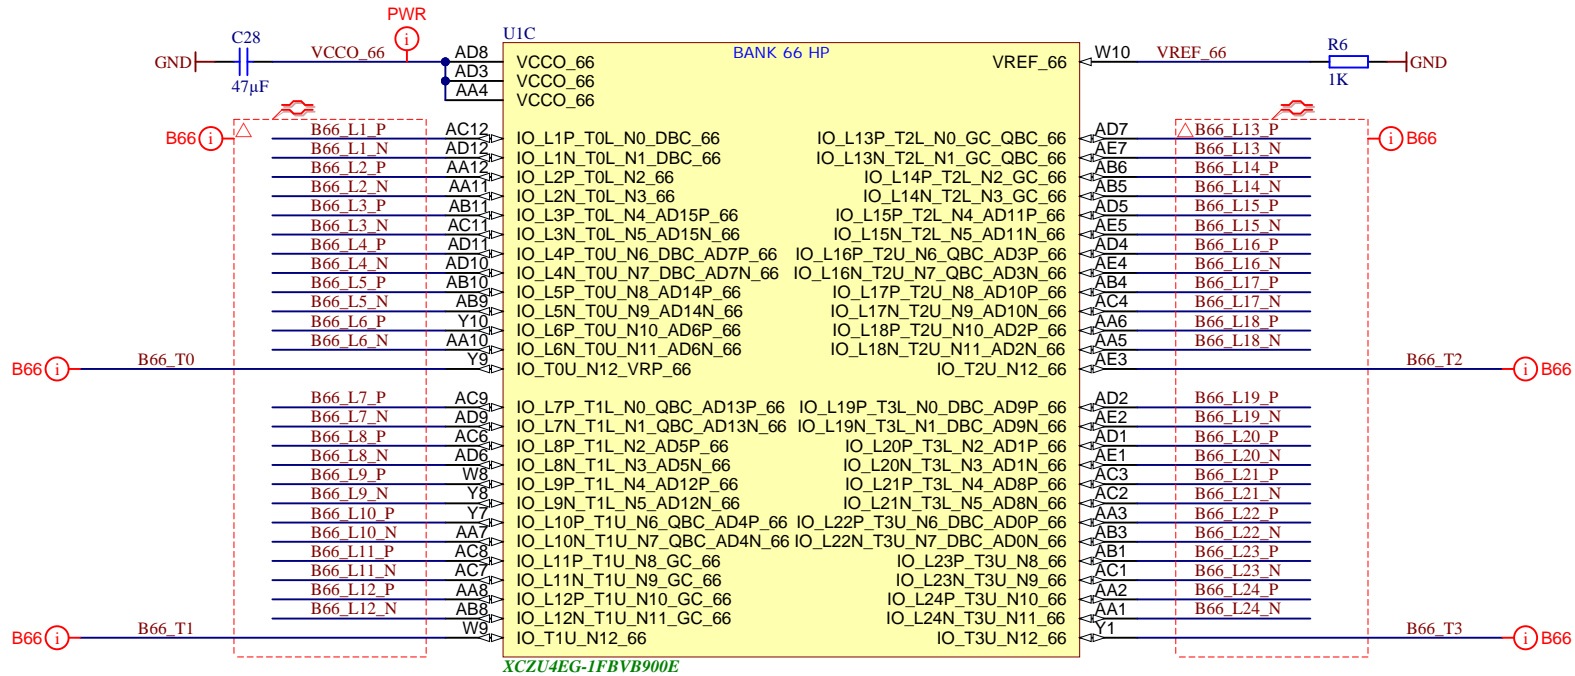 PWR
U1C
BANK 66 HP
GND C28 47µF VCCO_66 AD8 VCCO_66 VREF_66 W10 VREF_66 R6 1K GND
AD3 VCCO_66
AA4 VCCO_66
B66 B66_L1_P AC12 IO_L1P_T0L_N0_DBC_66 IO_L13P_T2L_N0_GC_QBC_66 AD7 B66_L13_P B66
B66_L1_N AD12 IO_L1N_T0L_N1_DBC_66 IO_L13N_T2L_N1_GC_QBC_66 AE7 B66_L13_N
B66_L2_P AA12 IO_L2P_T0L_N2_66 IO_L14P_T2L_N2_GC_66 AB6 B66_L14_P
B66_L2_N AA11 IO_L2N_T0L_N3_66 IO_L14N_T2L_N3_GC_66 AB5 B66_L14_N
B66_L3_P AB11 IO_L3P_T0L_N4_AD15P_66 IO_L15P_T2L_N4_AD11P_66 AD5 B66_L15_P
B66_L3_N AC11 IO_L3N_T0L_N5_AD15N_66 IO_L15N_T2L_N5_AD11N_66 AE5 B66_L15_N
B66_L4_P AD11 IO_L4P_T0U_N6_DBC_AD7P_66 IO_L16P_T2U_N6_QBC_AD3P_66 AD4 B66_L16_P
B66_L4_N AD10 IO_L4N_T0U_N7_DBC_AD7N_66 IO_L16N_T2U_N7_QBC_AD3N_66 AE4 B66_L16_N
B66_L5_P AB10 IO_L5P_T0U_N8_AD14P_66 IO_L17P_T2U_N8_AD10P_66 AB4 B66_L17_P
B66_L5_N AB9 IO_L5N_T0U_N9_AD14N_66 IO_L17N_T2U_N9_AD10N_66 AC4 B66_L17_N
B66_L6_P Y10 IO_L6P_T0U_N10_AD6P_66 IO_L18P_T2U_N10_AD2P_66 AA6 B66_L18_P
B66_L6_N AA10 IO_L6N_T0U_N11_AD6N_66 IO_L18N_T2U_N11_AD2N_66 AA5 B66_L18_N
B66 B66_T0 Y9 IO_T0U_N12_VRP_66 IO_T2U_N12_66 AE3 B66_T2 B66
B66_L7_P AC9 IO_L7P_T1L_N0_QBC_AD13P_66 IO_L19P_T3L_N0_DBC_AD9P_66 AD2 B66_L19_P
B66_L7_N AD9 IO_L7N_T1L_N1_QBC_AD13N_66 IO_L19N_T3L_N1_DBC_AD9N_66 AE2 B66_L19_N
B66_L8_P AC6 IO_L8P_T1L_N2_AD5P_66 IO_L20P_T3L_N2_AD1P_66 AD1 B66_L20_P
B66_L8_N AD6 IO_L8N_T1L_N3_AD5N_66 IO_L20N_T3L_N3_AD1N_66 AE1 B66_L20_N
B66_L9_P W8 IO_L9P_T1L_N4_AD12P_66 IO_L21P_T3L_N4_AD8P_66 AC3 B66_L21_P
B66_L9_N Y8 IO_L9N_T1L_N5_AD12N_66 IO_L21N_T3L_N5_AD8N_66 AC2 B66_L21_N
B66_L10_P Y7 IO_L10P_T1U_N6_QBC_AD4P_66 IO_L22P_T3U_N6_DBC_AD0P_66 AA3 B66_L22_P
B66_L10_N AA7 IO_L10N_T1U_N7_QBC_AD4N_66 IO_L22N_T3U_N7_DBC_AD0N_66 AB3 B66_L22_N
B66_L11_P AC8 IO_L11P_T1U_N8_GC_66 IO_L23P_T3U_N8_66 AB1 B66_L23_P
B66_L11_N AC7 IO_L11N_T1U_N9_GC_66 IO_L23N_T3U_N9_66 AC1 B66_L23_N
B66_L12_P AA8 IO_L12P_T1U_N10_GC_66 IO_L24P_T3U_N10_66 AA2 B66_L24_P
B66_L12_N AB8 IO_L12N_T1U_N11_GC_66 IO_L24N_T3U_N11_66 AA1 B66_L24_N
B66 B66_T1 W9 IO_T1U_N12_66 IO_T3U_N12_66 Y1 B66_T3 B66
XCZU4EG-1FBVB900E